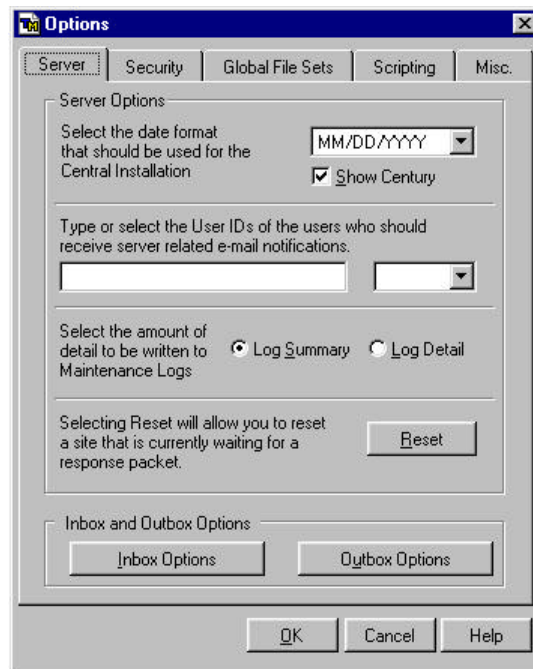 Options
Server Security Global File Sets Scripting Misc.
Server Options
Select the date format
that should be used for the
Central Installation
MM/DD/YYYY
Show Century
Type or select the User IDs of the users who should
receive server related e-mail notifications.
Select the amount of
detail to be written to
Maintenance Logs
Log Summary Log Detail
Selecting Reset will allow you to reset
a site that is currently waiting for a
response packet.
Reset
Inbox and Outbox Options
Inbox Options Outbox Options
OK Cancel Help